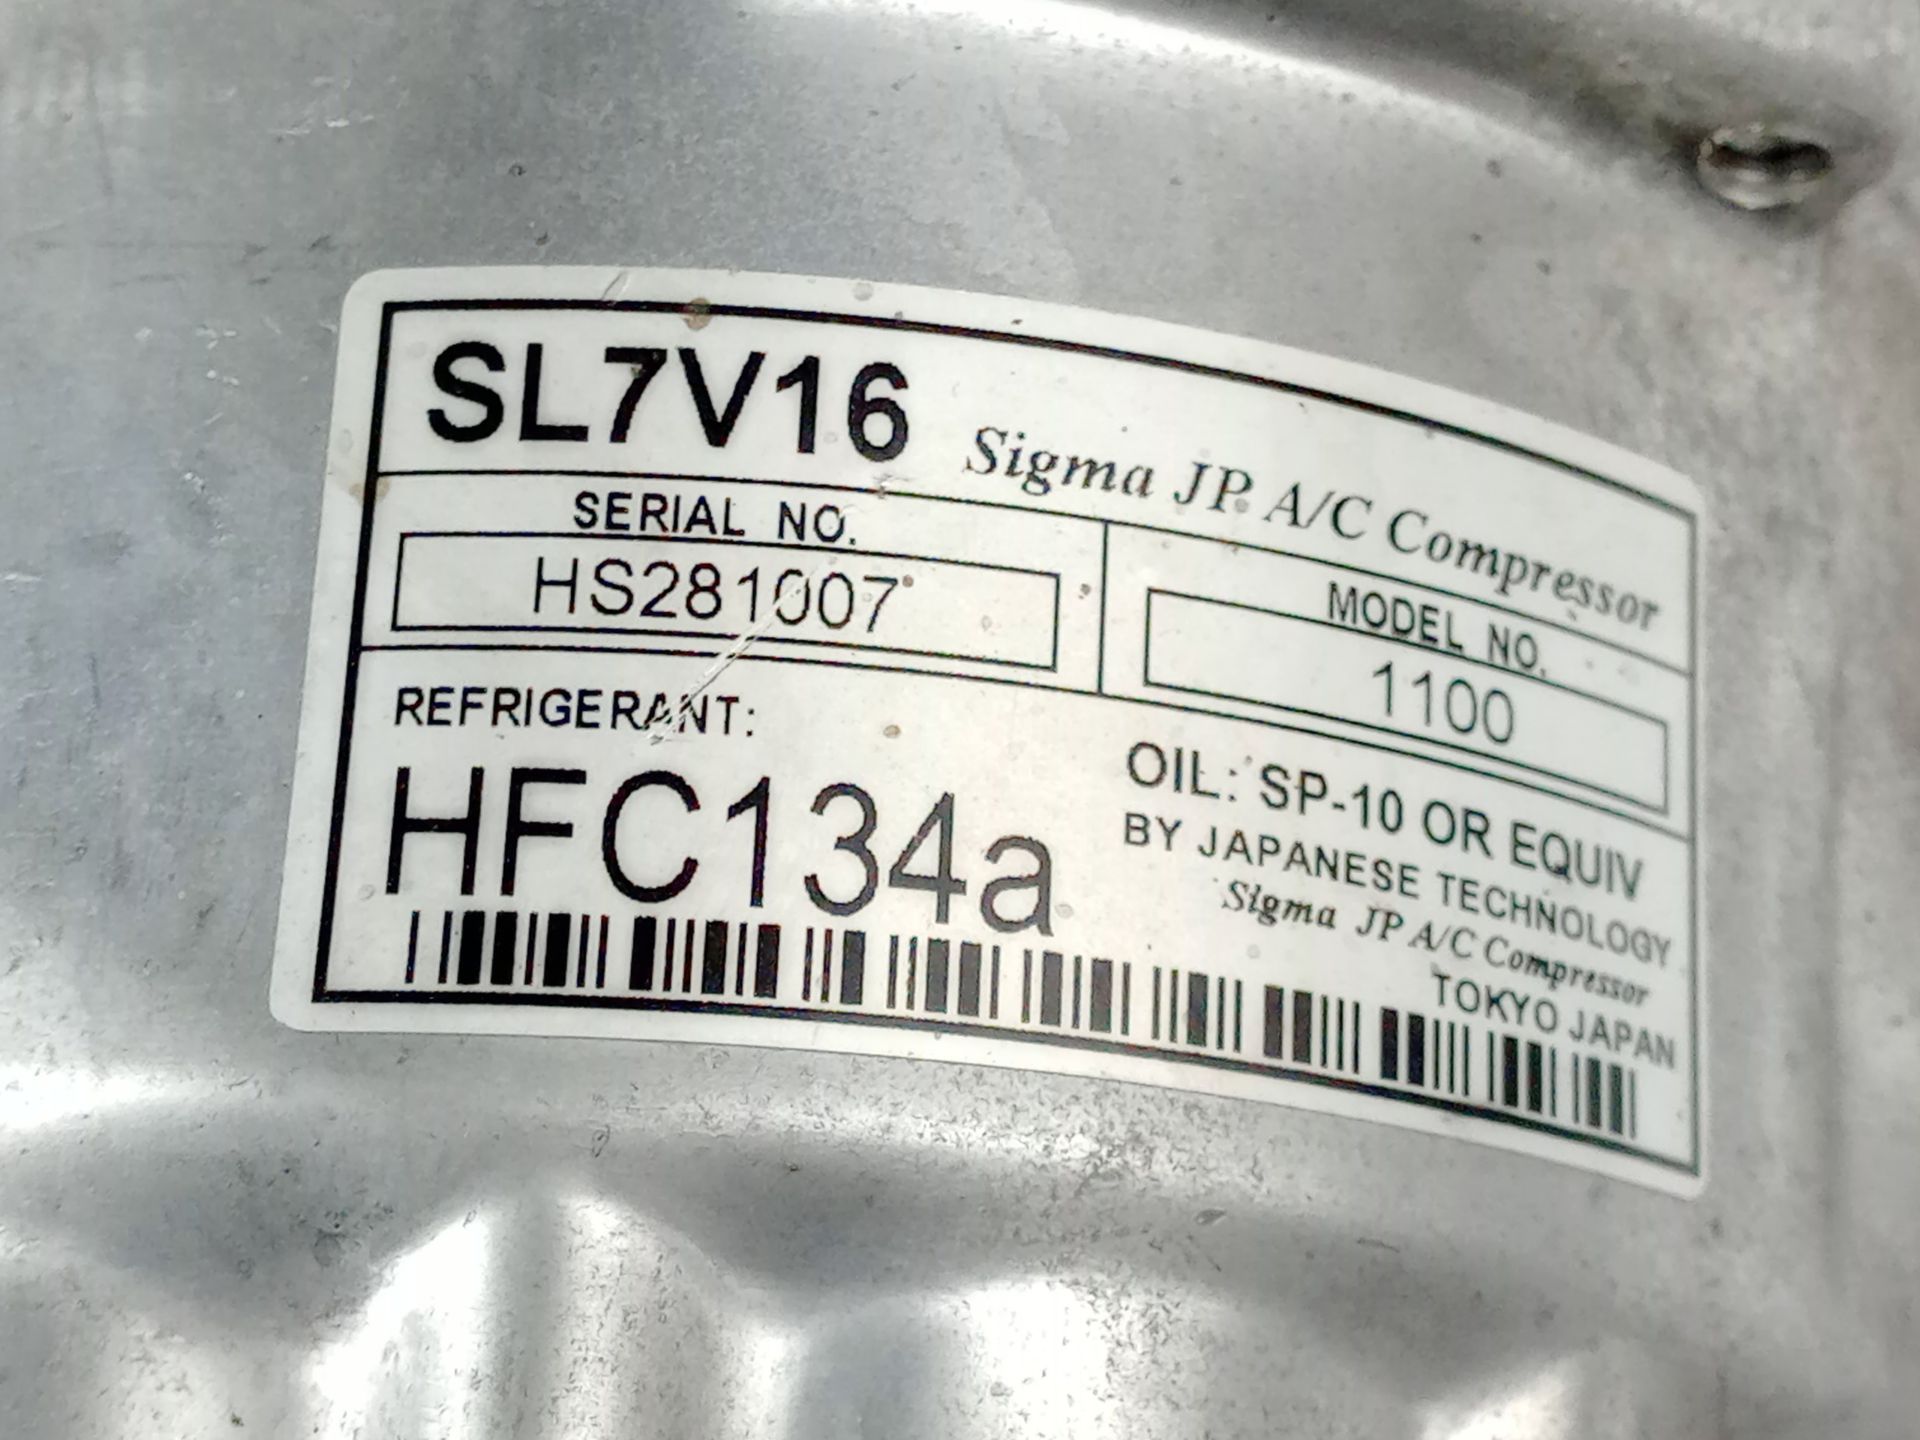 SL7V16 Sigma JP. A/C Compressor
SERIAL NO.
HS281007
MODEL NO.
1100
REFRIGERANT:
HFC134a
OIL: SP-10 OR EQUIV
BY JAPANESE TECHNOLOGY
Sigma JP A/C Compressor
TOKYO JAPAN